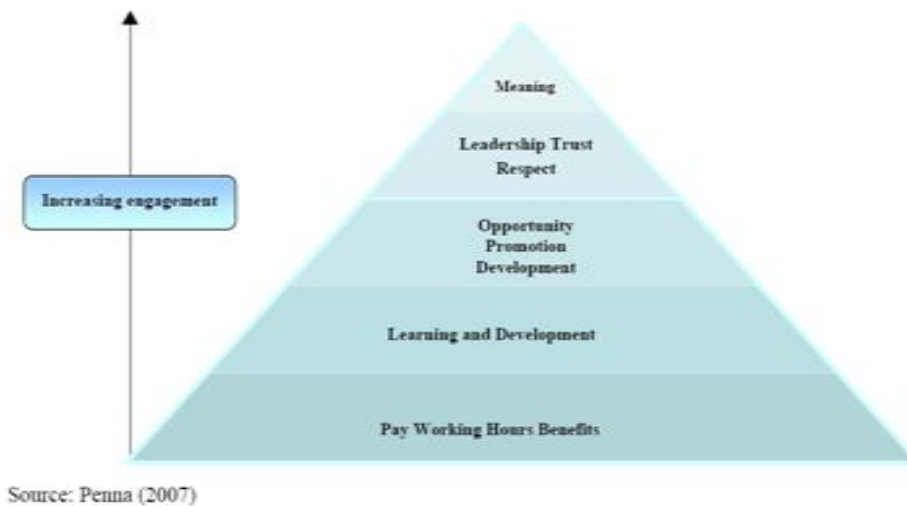 Meaning
Leadership Trust
Respect
Increasing engagement
Opportunity
Promotion
Development
Learning and Development
Pay Working Hours Benefits
Source: Penna (2007)